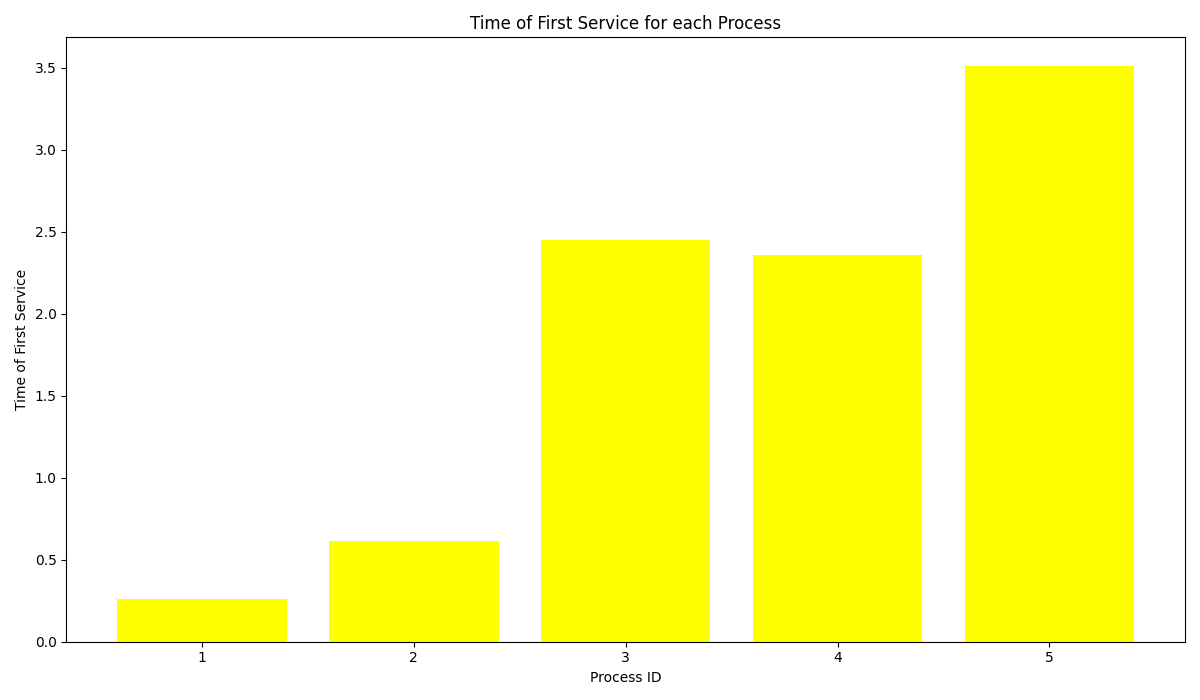 Time of First Service for each Process
Time of First Service
3.5
3.0
2.5
2.0
1.5
1.0
0.5
0.0
1 2 3 4 5
Process ID